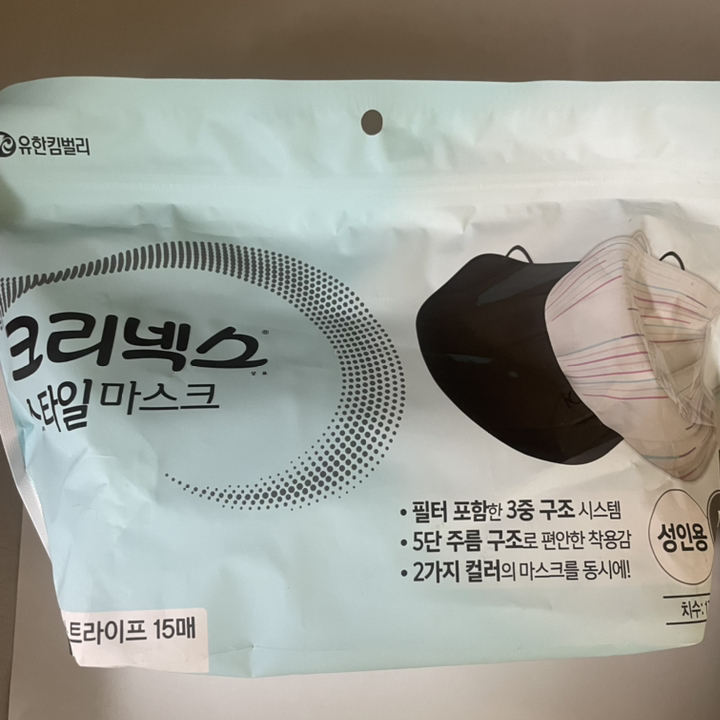 유한킴벌리
크리넥스
스타일 마스크
• 필터 포함한 3중 구조 시스템
• 5단 주름 구조로 편안한 착용감
• 2가지 컬러의 마스크를 동시에!
성인용
치수:
트라이프 15매